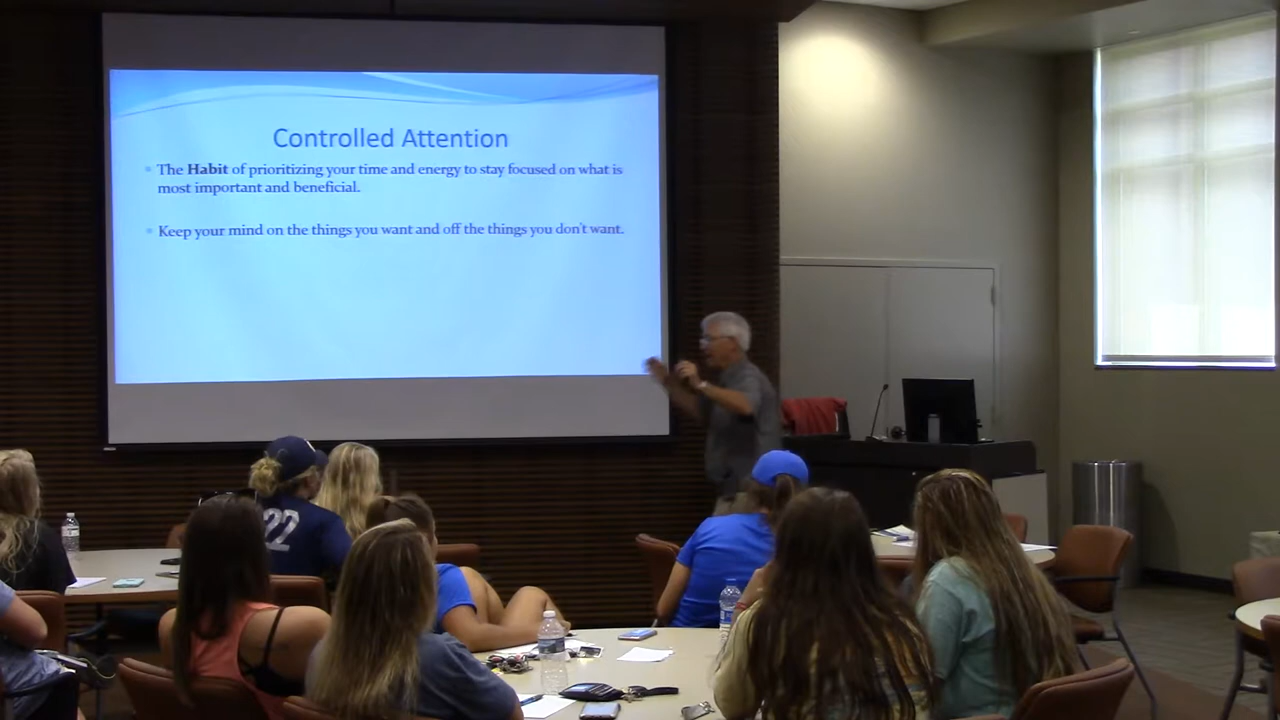 Controlled Attention
The Habit of prioritizing your time and energy to stay focused on what is
most important and beneficial.
Keep your mind on the things you want and off the things you don't want.
22